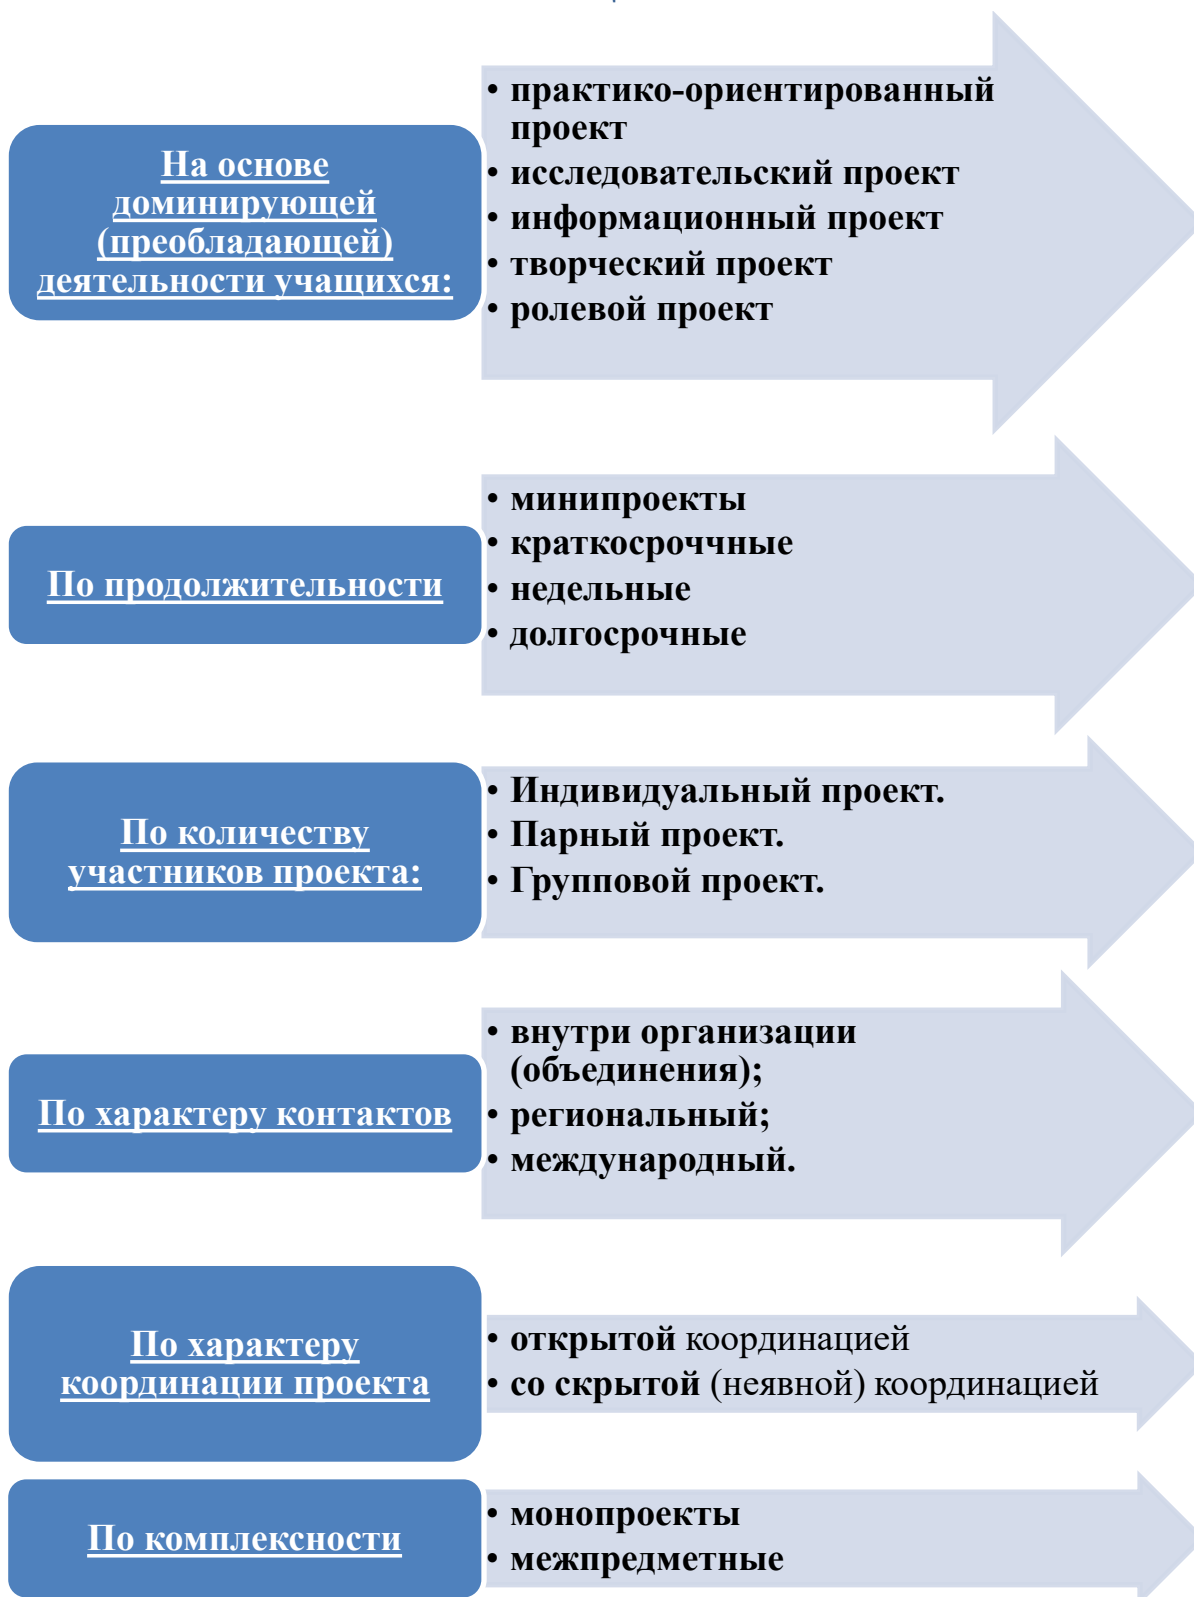 На основе
доминирующей
(преобладающей)
деятельности учащихся:
• практико-ориентированный
проект
• исследовательский проект
• информационный проект
• творческий проект
• ролевой проект
По продолжительности
• минипроекты
• краткосроччные
• недельные
• долгосрочные
По количеству
участников проекта:
• Индивидуальный проект.
• Парный проект.
• Групповой проект.
По характеру контактов
• внутри организации
(объединения);
• региональный;
• международный.
По характеру
координации проекта
• открытой координацией
• со скрытой (неявной) координацией
По комплексности
• монопроекты
• межпредметные